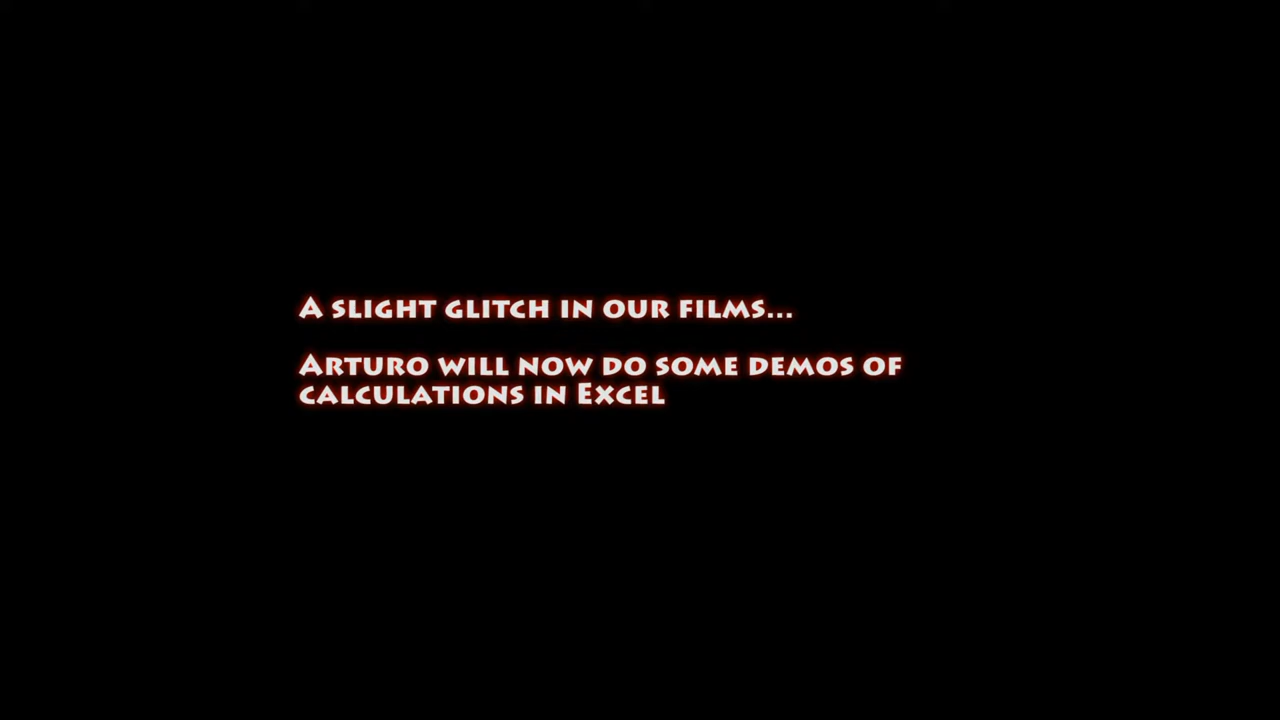 A slight glitch in our films...
Arturo will now do some demos of
calculations in Excel